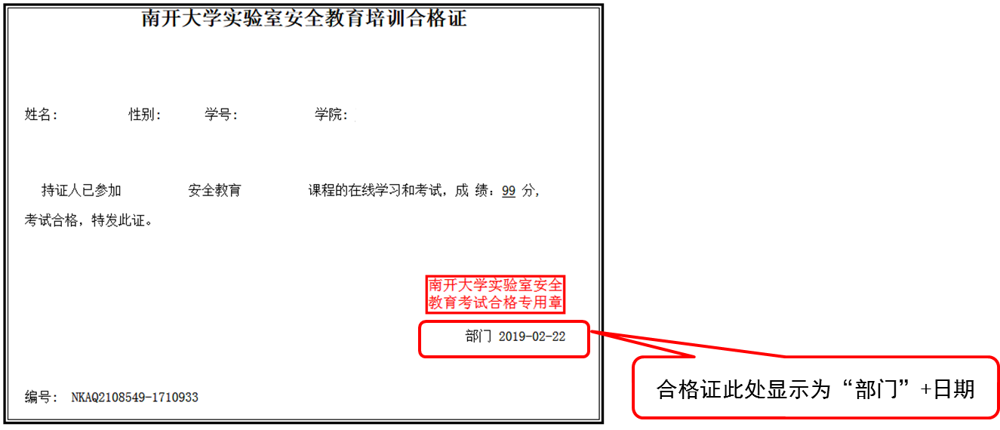 南开大学实验室安全教育培训合格证
姓名: 性别: 学号: 学院:
持证人已参加 安全教育 课程的在线学习和考试，成 绩：99 分，
考试合格，特发此证。
南开大学实验室安全
教育考试合格专用章
部门 2019-02-22
合格证此处显示为“部门”+日期
编号: NKAQ2108549-1710933